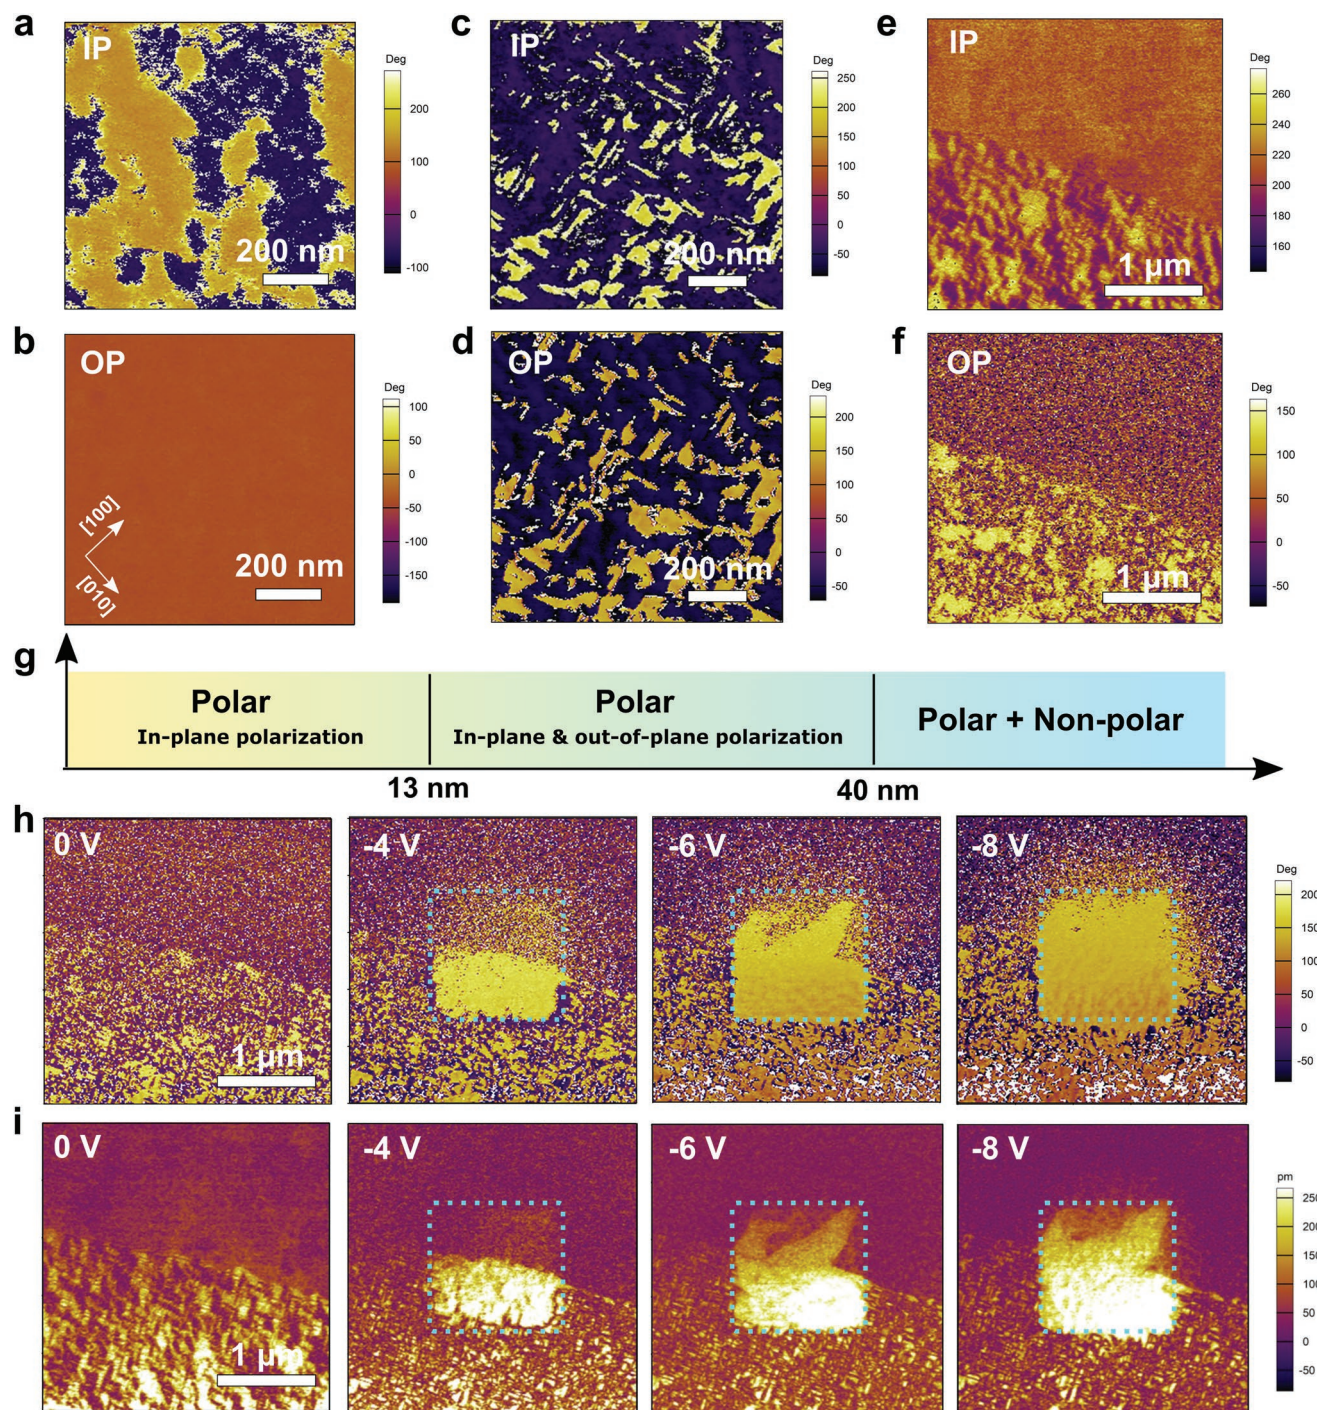 a
IP
200 nm
Deg
200
100
0
-100
c
IP
200 nm
Deg
250
200
150
100
50
0
-50
e
IP
1 μm
Deg
260
240
220
200
180
160
b
OP
[100]
[010]
200 nm
Deg
100
50
0
-50
-100
-150
d
OP
200 nm
Deg
200
150
100
50
0
-50
f
OP
1 μm
Deg
150
100
50
0
-50
g
Polar
In-plane polarization
Polar
In-plane & out-of-plane polarization
Polar + Non-polar
13 nm
40 nm
h
0 V
1 μm
-4 V
-6 V
-8 V
Deg
200
150
100
50
0
-50
i
0 V
1 μm
-4 V
-6 V
-8 V
pm
250
200
150
100
50
0
-50